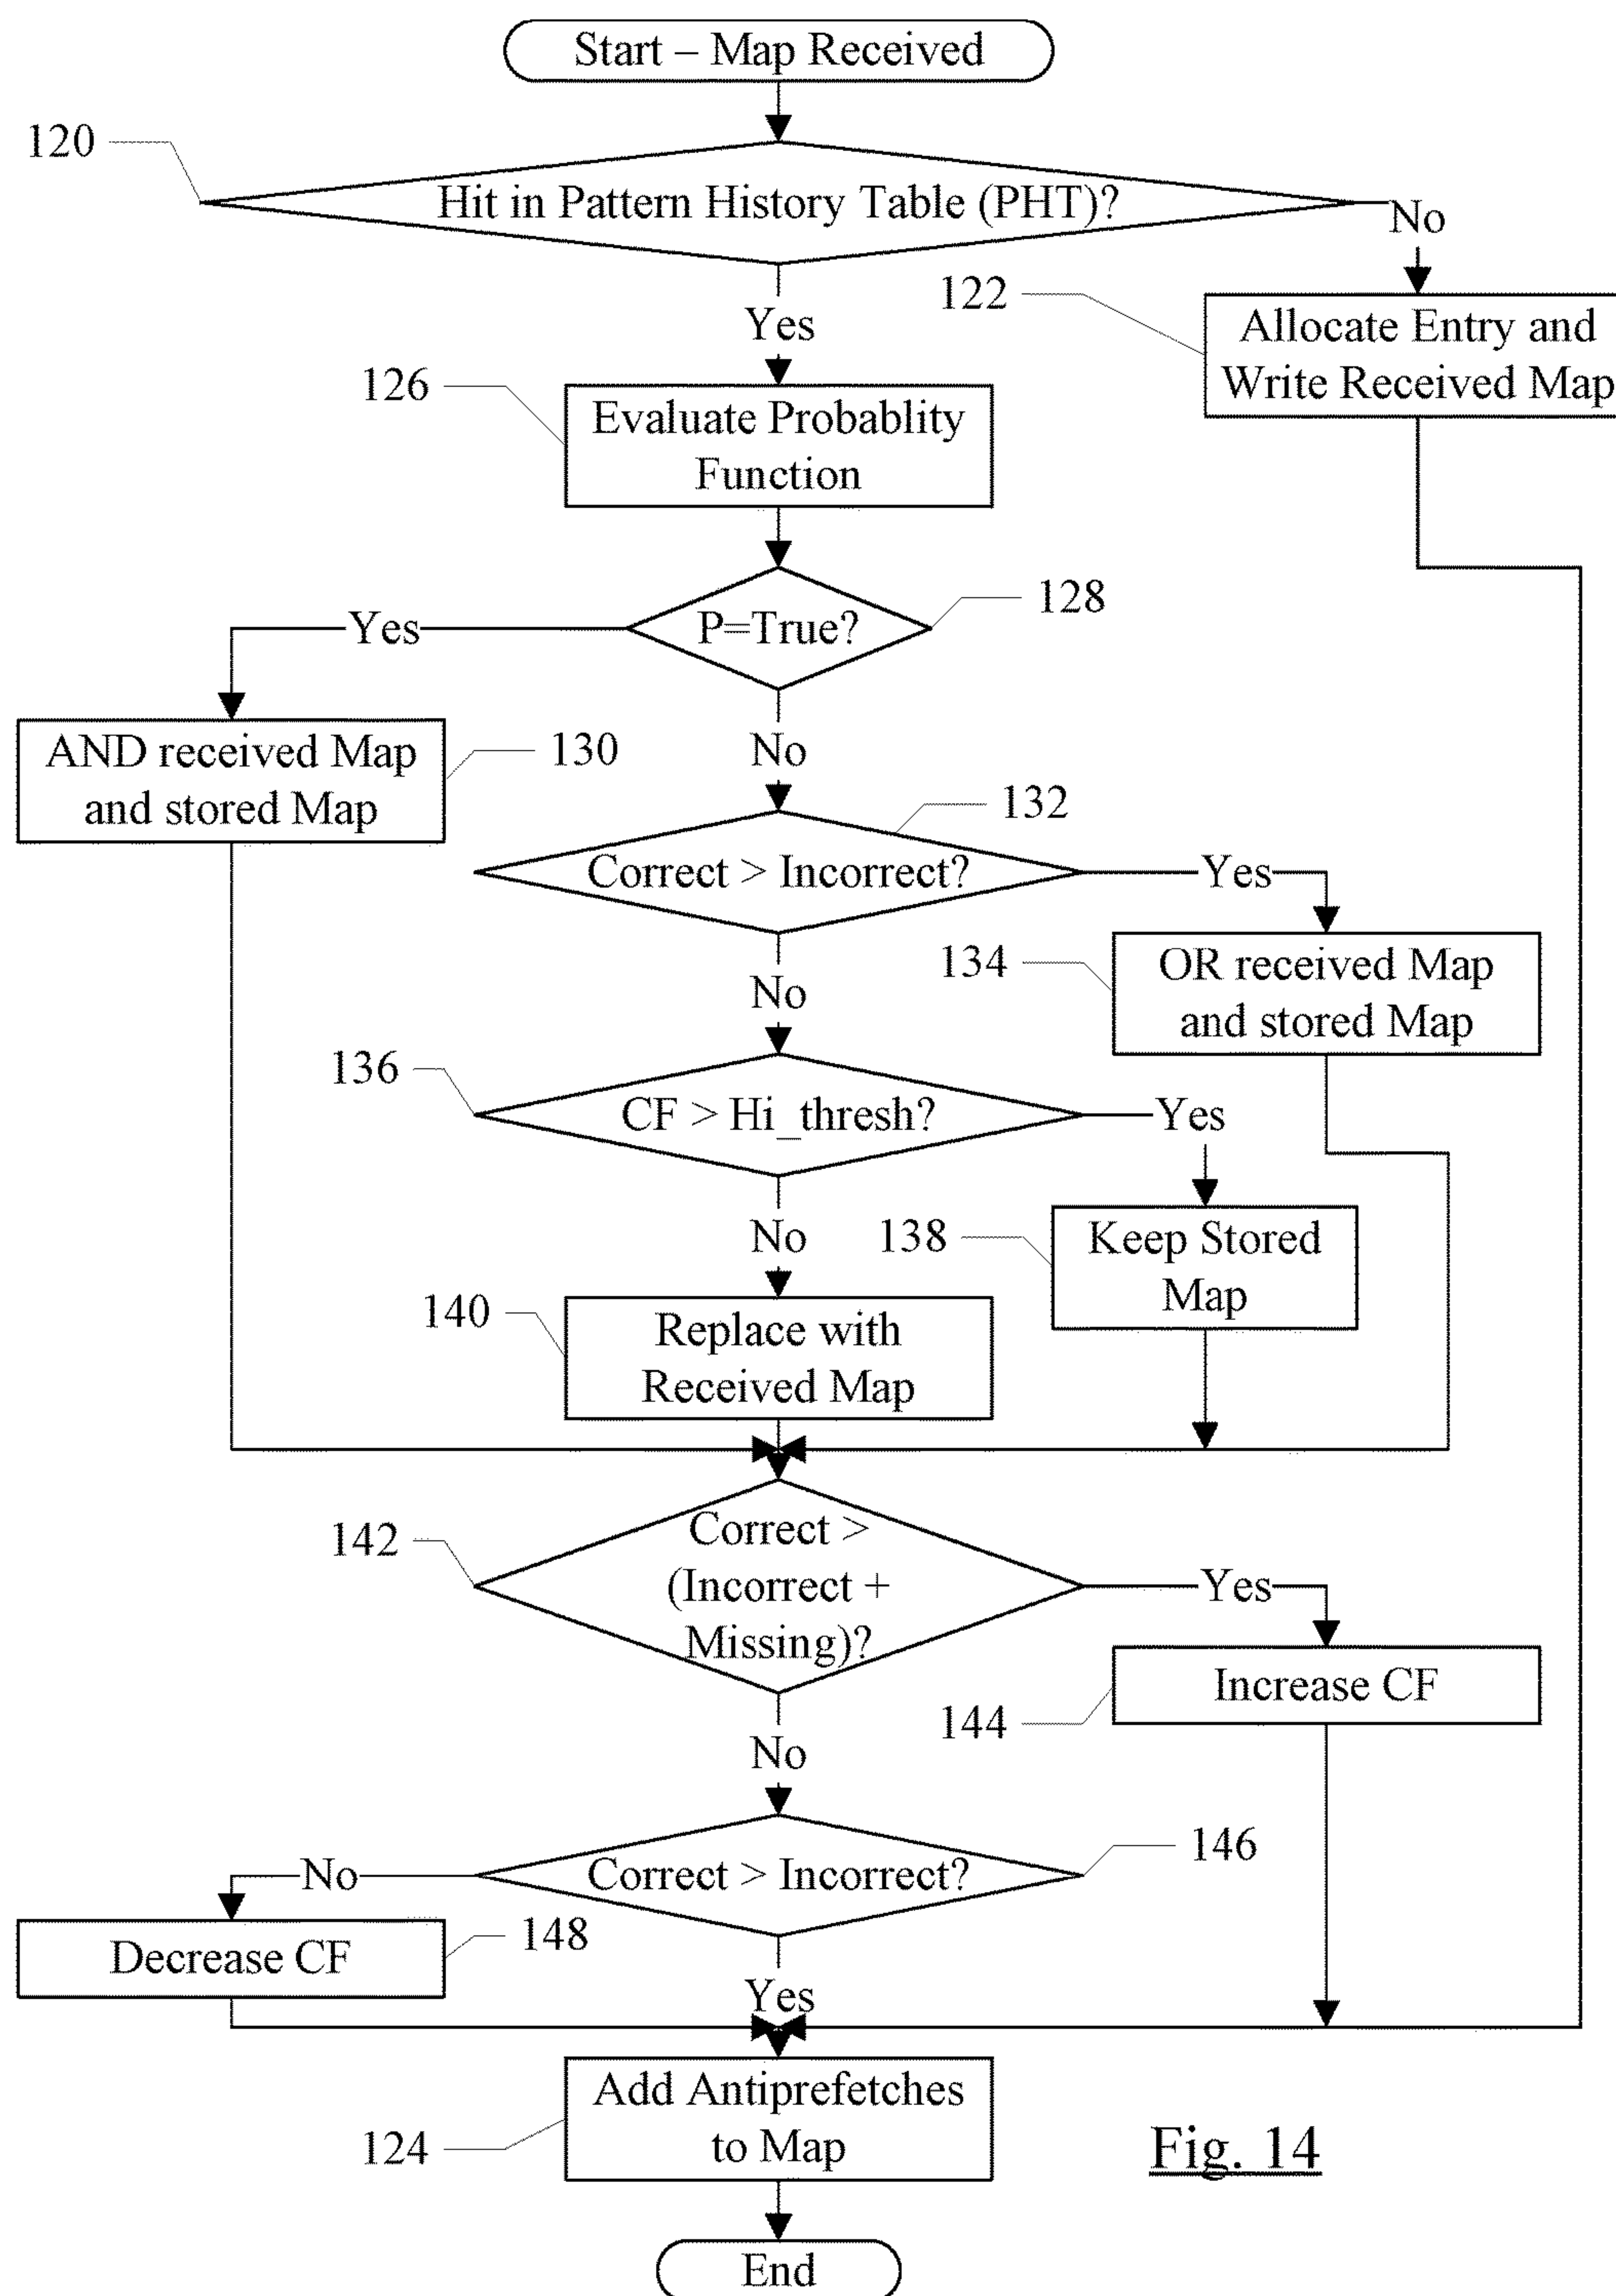 Start – Map Received
120
Hit in Pattern History Table (PHT)?
No
122
Allocate Entry and
Write Received Map
Yes
126
Evaluate Probablity
Function
128
P=True?
Yes
AND received Map
and stored Map
130
No
132
Correct > Incorrect?
Yes
134
OR received Map
and stored Map
No
136
CF > Hi_thresh?
Yes
138
Keep Stored
Map
No
140
Replace with
Received Map
142
Correct >
(Incorrect +
Missing)?
Yes
144
Increase CF
No
146
Correct > Incorrect?
No
Decrease CF
148
Yes
Add Antiprefetches
to Map
124
Fig. 14
End